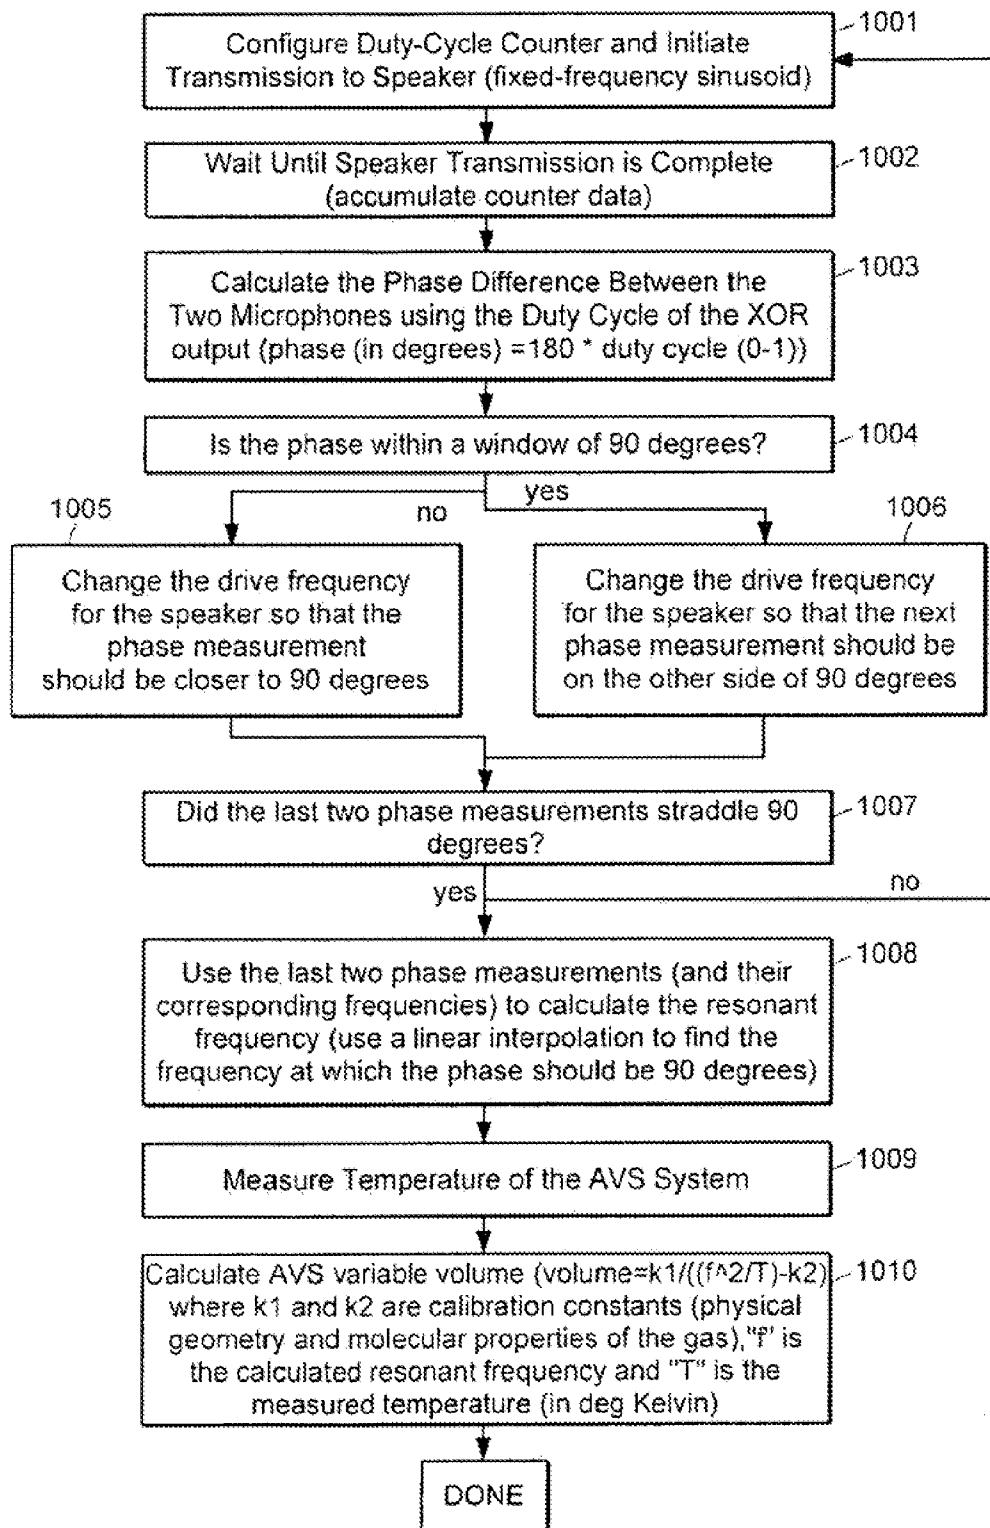 1001
Configure Duty-Cycle Counter and Initiate
Transmission to Speaker (fixed-frequency sinusoid)
1002
Wait Until Speaker Transmission is Complete
(accumulate counter data)
1003
Calculate the Phase Difference Between the
Two Microphones using the Duty Cycle of the XOR
output (phase (in degrees) =180 * duty cycle (0-1))
1004
Is the phase within a window of 90 degrees?
no
yes
1005
Change the drive frequency
for the speaker so that the
phase measurement
should be closer to 90 degrees
1006
Change the drive frequency
for the speaker so that the next
phase measurement should be
on the other side of 90 degrees
1007
Did the last two phase measurements straddle 90
degrees?
yes
no
1008
Use the last two phase measurements (and their
corresponding frequencies) to calculate the resonant
frequency (use a linear interpolation to find the
frequency at which the phase should be 90 degrees)
1009
Measure Temperature of the AVS System
1010
Calculate AVS variable volume (volume=k1/((f^2/T)-k2)
where k1 and k2 are calibration constants (physical
geometry and molecular properties of the gas),"f" is
the calculated resonant frequency and "T" is the
measured temperature (in deg Kelvin)
DONE